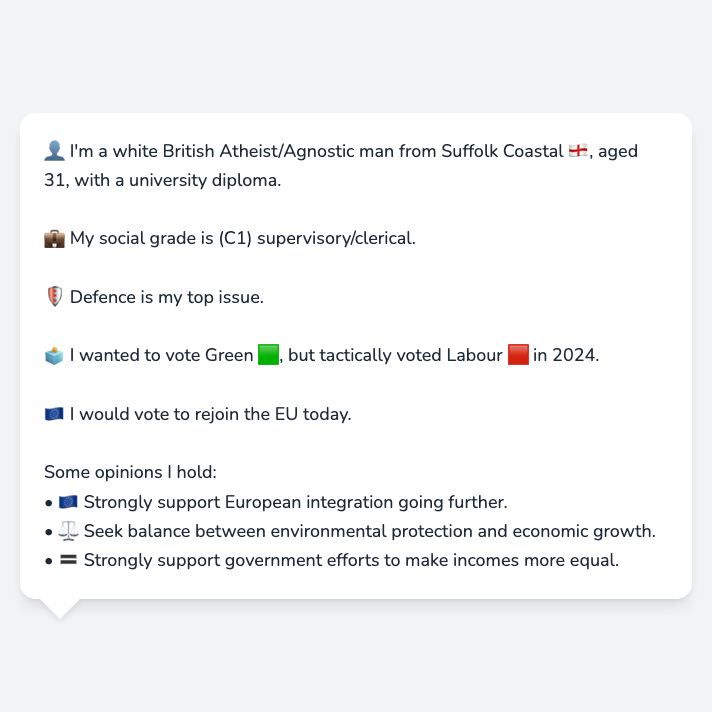 👤 I'm a white British Atheist/Agnostic man from Suffolk Coastal 🏴󠁧󠁢󠁥󠁮󠁧󠁿, aged
31, with a university diploma.
💼 My social grade is (C1) supervisory/clerical.
🛡️ Defence is my top issue.
🗳️ I wanted to vote Green 🟩, but tactically voted Labour 🟥 in 2024.
🇪🇺 I would vote to rejoin the EU today.
Some opinions I hold:
• 🇪🇺 Strongly support European integration going further.
• ⚖️ Seek balance between environmental protection and economic growth.
• 🟰 Strongly support government efforts to make incomes more equal.